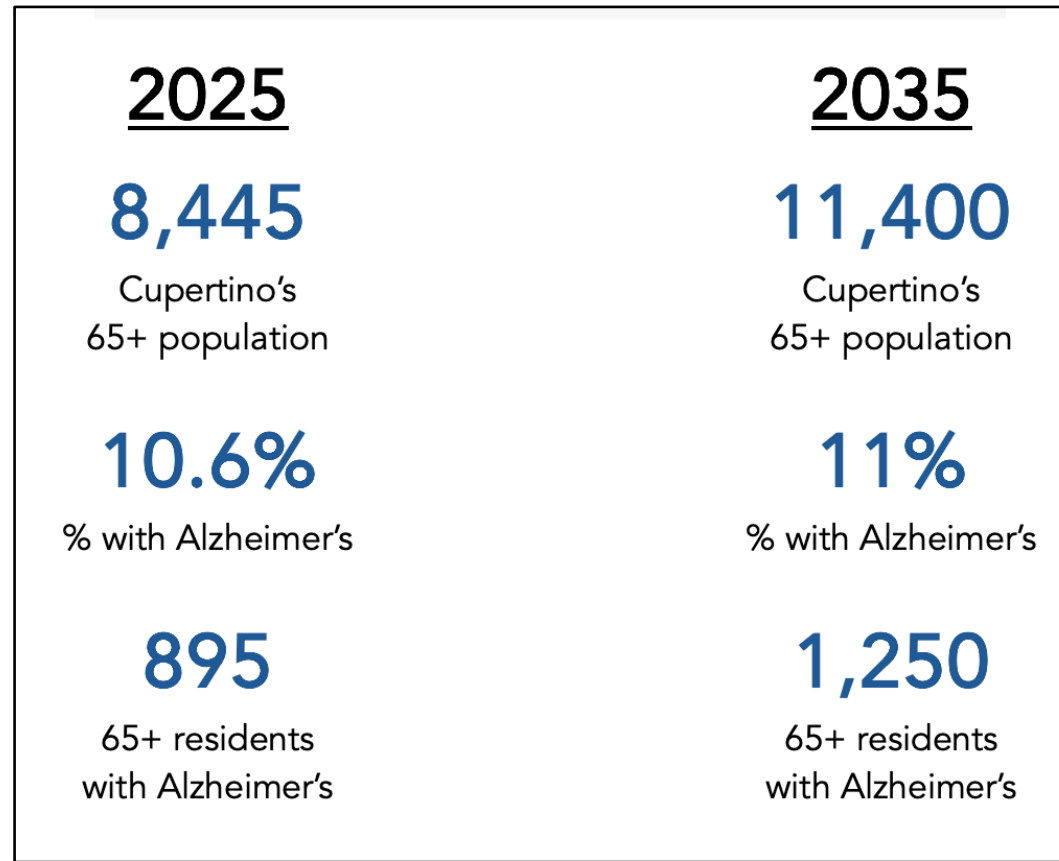 2025
8,445
Cupertino’s
65+ population
10.6%
% with Alzheimer’s
895
65+ residents
with Alzheimer’s
2035
11,400
Cupertino’s
65+ population
11%
% with Alzheimer’s
1,250
65+ residents
with Alzheimer’s